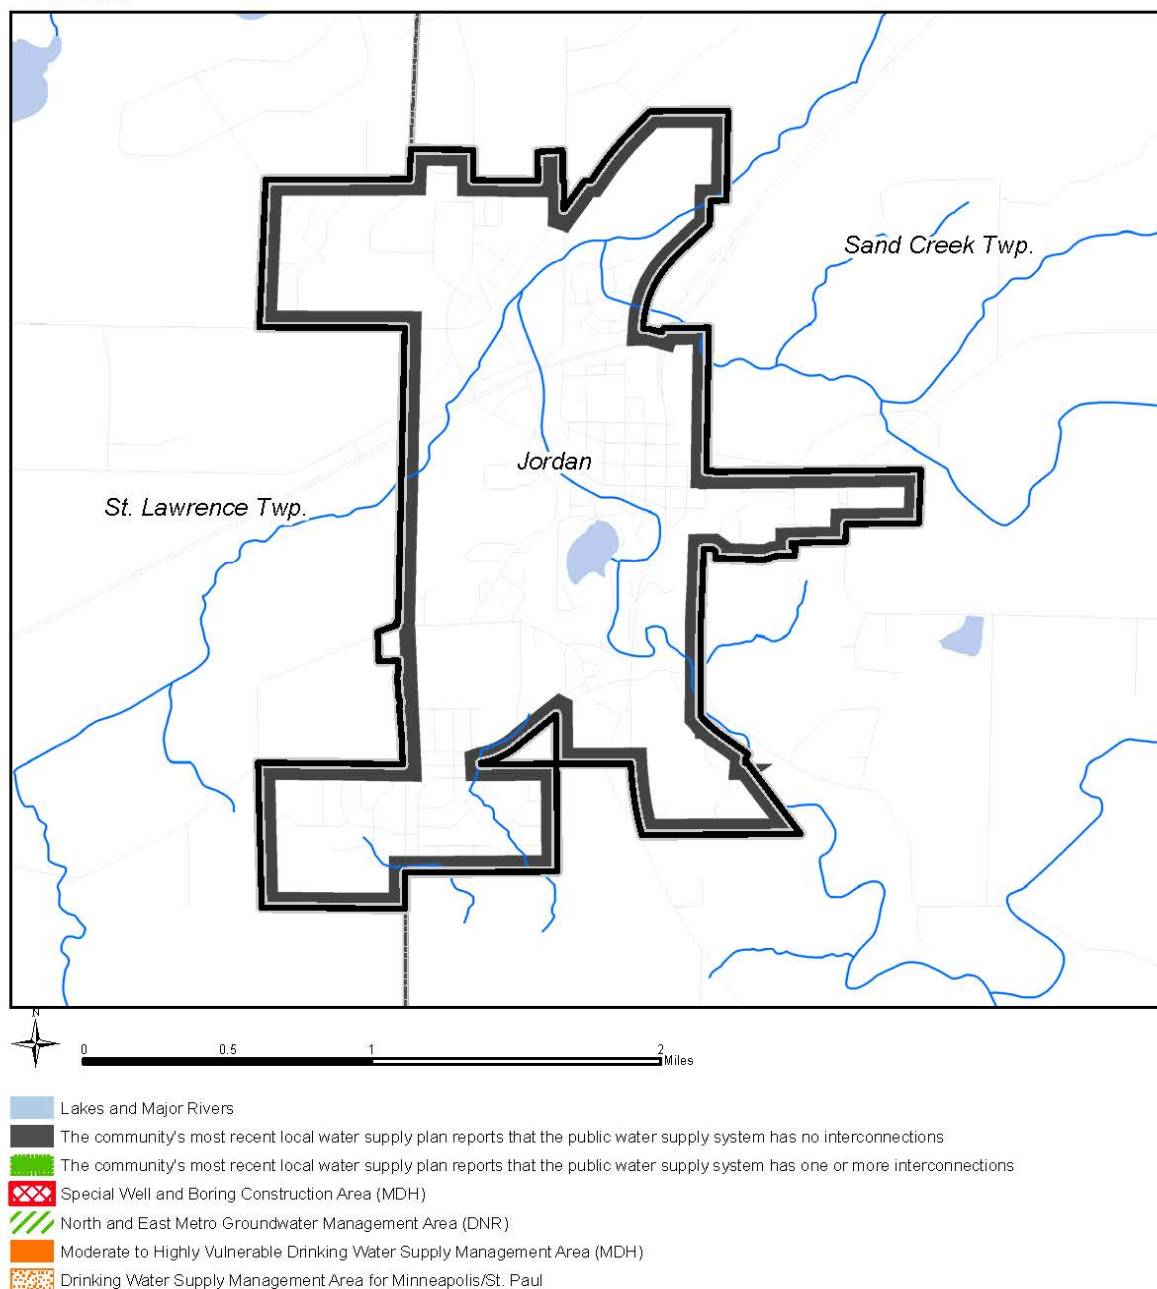 Sand Creek Twp.
Jordan
St. Lawrence Twp.
N
0 0.5 1 2 Miles
Lakes and Major Rivers
The community's most recent local water supply plan reports that the public water supply system has no interconnections
The community's most recent local water supply plan reports that the public water supply system has one or more interconnections
Special Well and Boring Construction Area (MDH)
North and East Metro Groundwater Management Area (DNR)
Moderate to Highly Vulnerable Drinking Water Supply Management Area (MDH)
Drinking Water Supply Management Area for Minneapolis/St. Paul